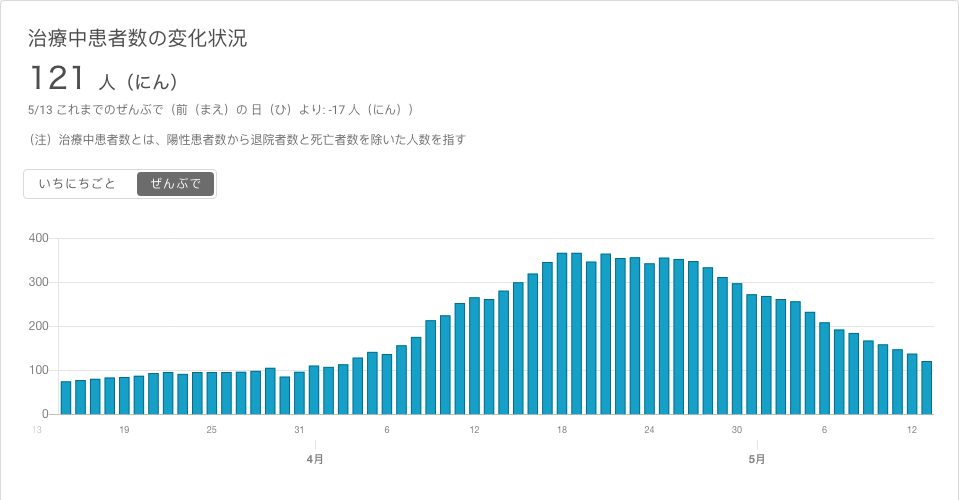 治療中患者数の変化状況
121 人（にん）
5/13 これまでのぜんぶで（前（まえ）の 日（ひ）より: -17 人（にん））
（注）治療中患者数とは、陽性患者数から退院者数と死亡者数を除いた人数を指す
いちにちごと ぜんぶで
400
300
200
100
0
13 19 25 31 6 12 18 24 30 6 12
4月 5月